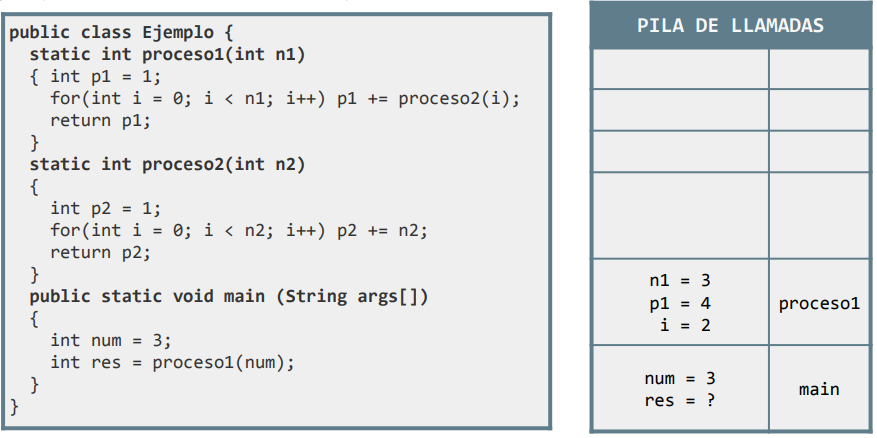 public class Ejemplo {
static int proceso1(int n1)
{ int p1 = 1;
for(int i = 0; i < n1; i++) p1 += proceso2(i);
return p1;
}
static int proceso2(int n2)
{
int p2 = 1;
for(int i = 0; i < n2; i++) p2 += n2;
return p2;
}
public static void main (String args[])
{
int num = 3;
int res = proceso1(num);
}
}
PILA DE LLAMADAS
n1 = 3
p1 = 4
i = 2
proceso1
num = 3
res = ?
main